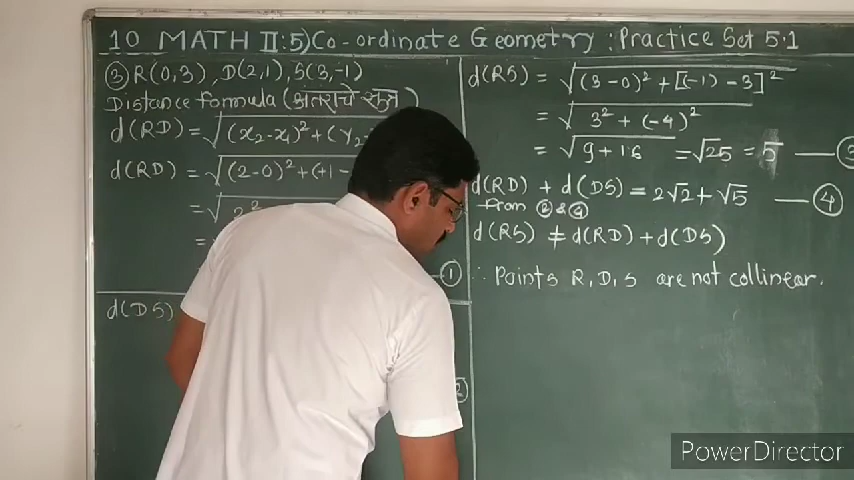 10 MATH II:5) Co-ordinate Geometry : Practice Set 5.1
③ R(0,3), D(2,1), S(3,-1)
Distance formula (अंतराचे सूत्र)
d(RD) = √(x₂-x₁)²+(y₂-
d(RD) = √(2-0)²+(+1-
= √2²
=
①
d(DS)
②
d(RS) = √(3-0)² + [(-1) - 3]²
= √3² + (-4)²
= √9+16 = √25 = 5 — ③
d(RD) + d(DS) = 2√2 + √5 — ④
from ③ & ④
d(RS) ≠ d(RD) + d(DS)
∴ Points R, D, S are not collinear.
PowerDirector